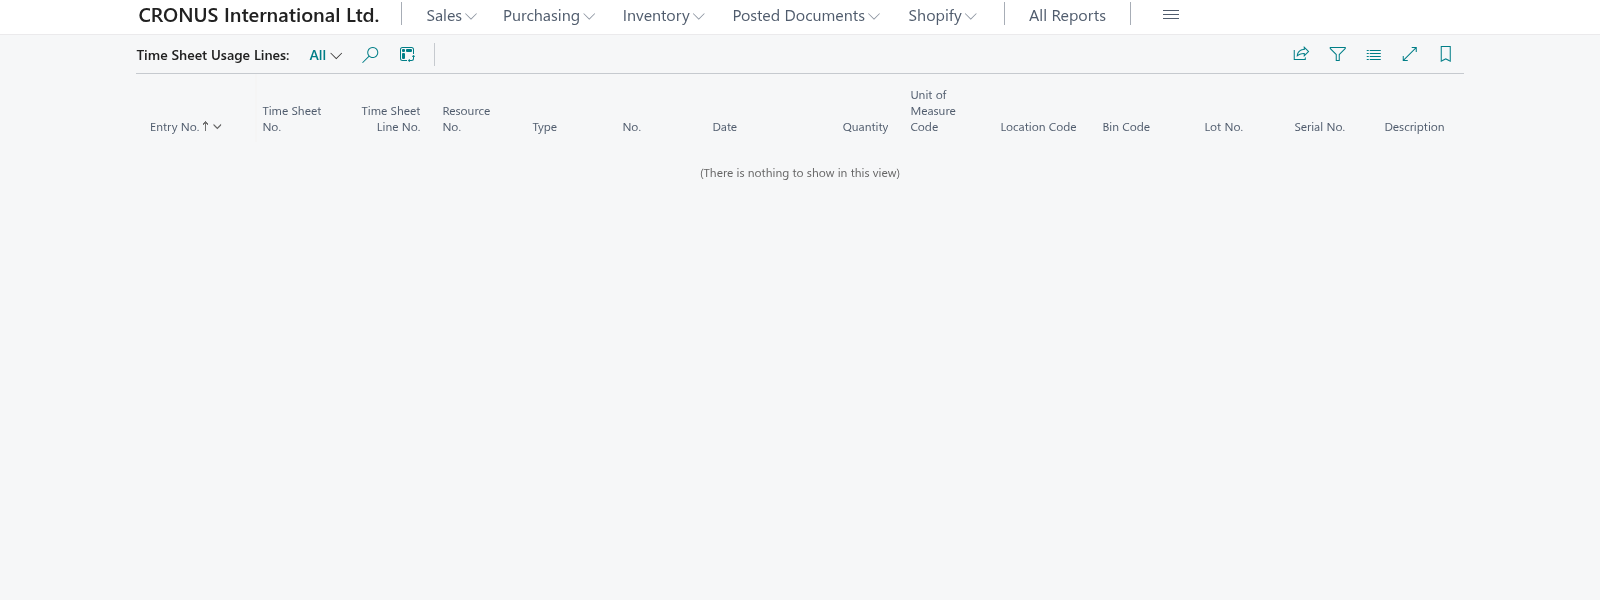 CRONUS International Ltd. Sales Purchasing Inventory Posted Documents Shopify All Reports
Time Sheet Usage Lines: All
Entry No. Time Sheet No. Time Sheet Line No. Resource No. Type No. Date Quantity Unit of Measure Code Location Code Bin Code Lot No. Serial No. Description
(There is nothing to show in this view)